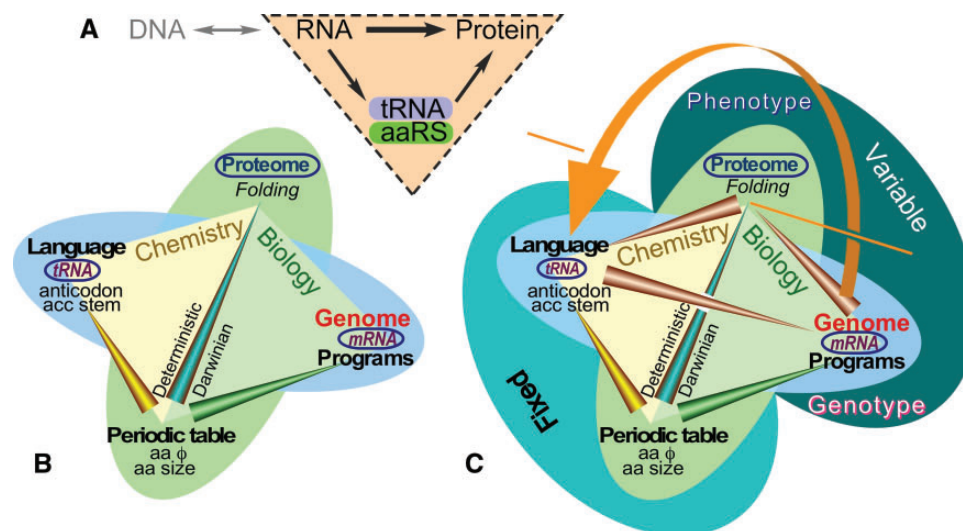 A
DNA
RNA
Protein
tRNA
aaRS
B
Proteome
Folding
Language
tRNA
anticodon
acc stem
Chemistry
Biology
Genome
mRNA
Programs
Deterministic
Darwinian
Periodic table
aa ϕ
aa size
C
Phenotype
Variable
Proteome
Folding
Language
tRNA
anticodon
acc stem
Chemistry
Biology
Genome
mRNA
Programs
Genotype
Deterministic
Darwinian
Fixed
Periodic table
aa ϕ
aa size